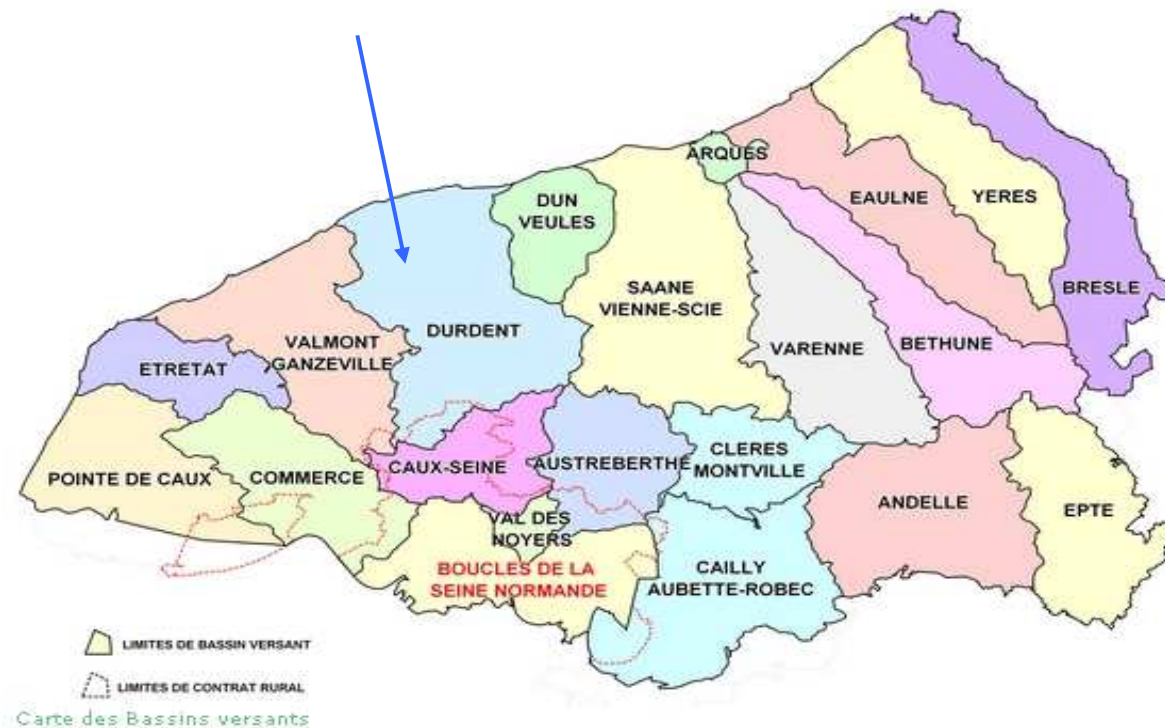 ARQUES
DUN
VEULES
EAULNE
YERES
SAANE
VIENNE-SCIE
BRESLE
DURDENT
VALMONT
GANZEVILLE
VARENNE
BETHUNE
ETRETAT
POINTE DE CAUX
COMMERCE
CAUX-SEINE
AUSTREBERTHE
CLERES
MONTVILLE
ANDELLE
EPTE
VAL DES
NOYERS
BOUCLES DE LA
SEINE NORMANDE
CAILLY
AUBETTE-ROBEC
LIMITES DE BASSIN VERSANT
LIMITES DE CONTRAT RURAL
Carte des Bassins versants